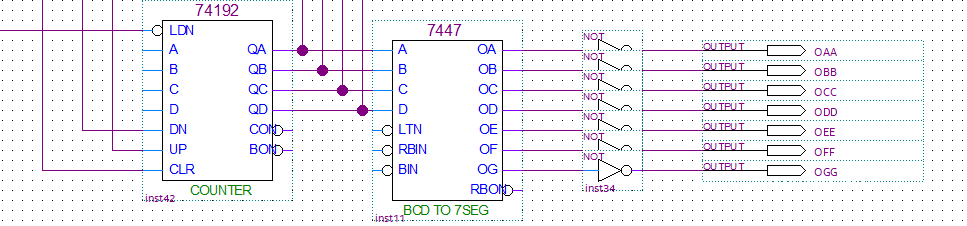 74192
LDN
A QA
B QB
C QC
D QD
DN CON
UP BON
CLR
COUNTER
inst42
7447
A OA
B OB
C OC
D OD
LTN OE
RBIN OF
BIN OG
RBON
BCD TO 7SEG
inst11
NOT
NOT
NOT
NOT
NOT
NOT
NOT
inst34
OUTPUT OAA
OUTPUT OBB
OUTPUT OCC
OUTPUT ODD
OUTPUT OEE
OUTPUT OFF
OUTPUT OGG